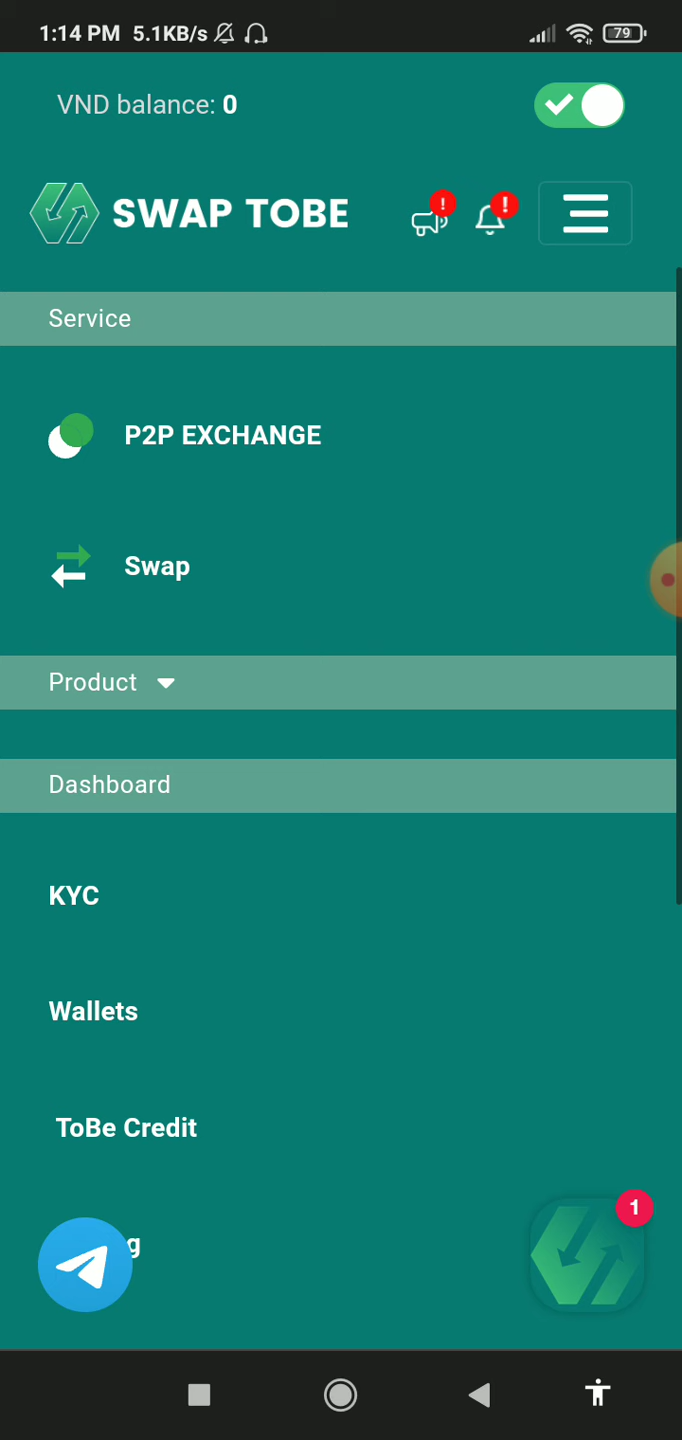 1:14 PM 5.1KB/s 79
VND balance: 0
SWAP TOBE
! !
Service
P2P EXCHANGE
Swap
Product
Dashboard
KYC
Wallets
ToBe Credit
1
g